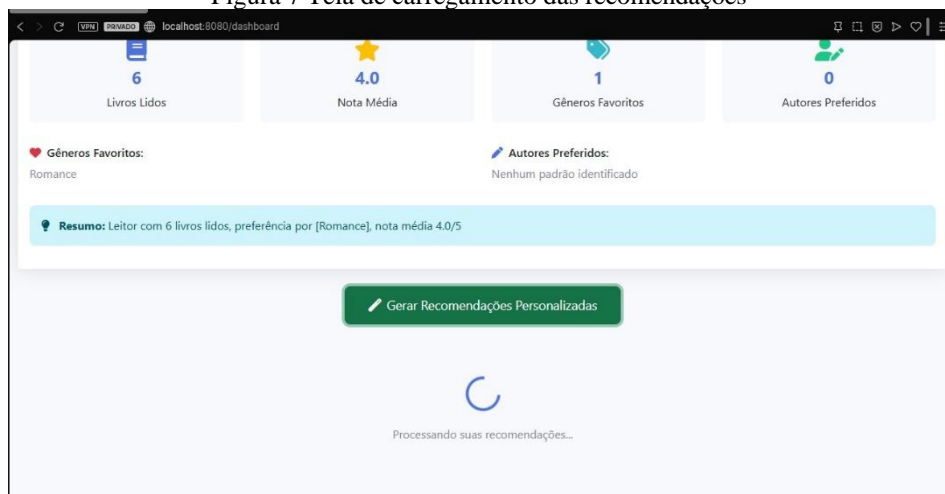 Figura 7 Tela de carregamento das recomendações
VPN PRIVADO localhost:8080/dashboard
6 4.0 1 0
Livros Lidos Nota Média Gêneros Favoritos Autores Preferidos
Gêneros Favoritos: Autores Preferidos:
Romance Nenhum padrão identificado
Resumo: Leitor com 6 livros lidos, preferência por [Romance], nota média 4.0/5
Gerar Recomendações Personalizadas
Processando suas recomendações...